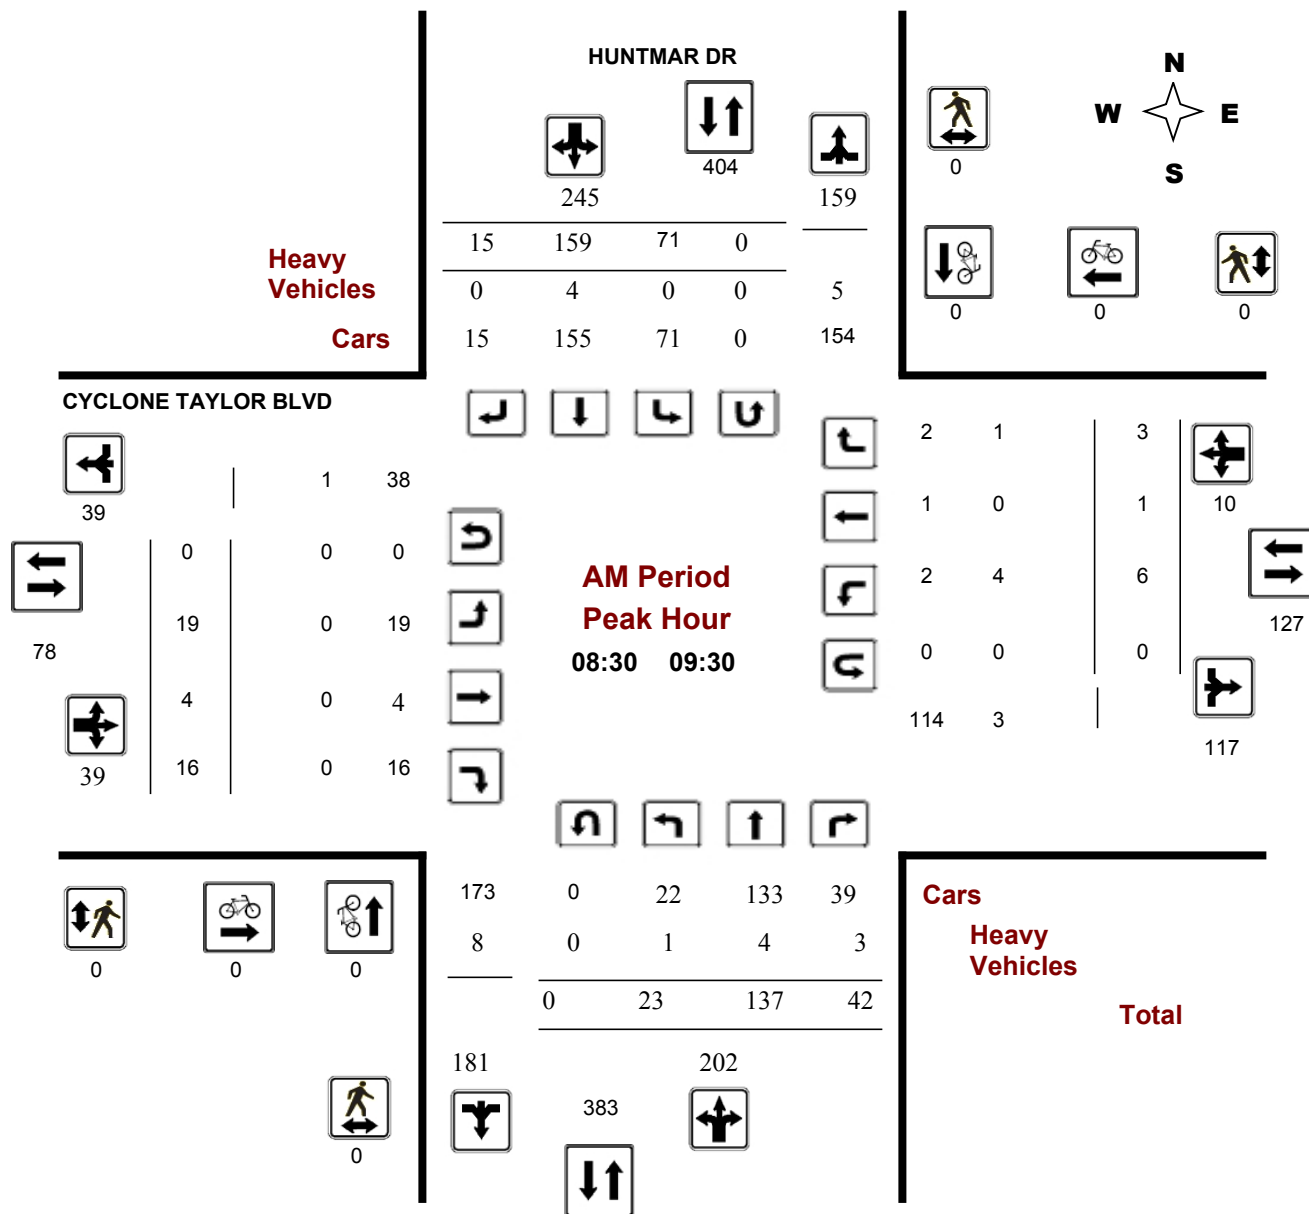 HUNTMAR DR
N
W E
S
404
0
245
159
15 159 71 0
Heavy
Vehicles
0 4 0 0 5
0 0 0
Cars
15 155 71 0 154
CYCLONE TAYLOR BLVD
2 1 3
1 38
39
1 0 1
10
0 0 0
AM Period
2 4 6
Peak Hour
19 0 19
127
78
08:30 09:30
0 0 0
4 0 4
114 3
117
39
16 0 16
173 0 22 133 39
Cars
8 0 1 4 3
Heavy
Vehicles
0 0 0
0 23 137 42
Total
181 202
383
0